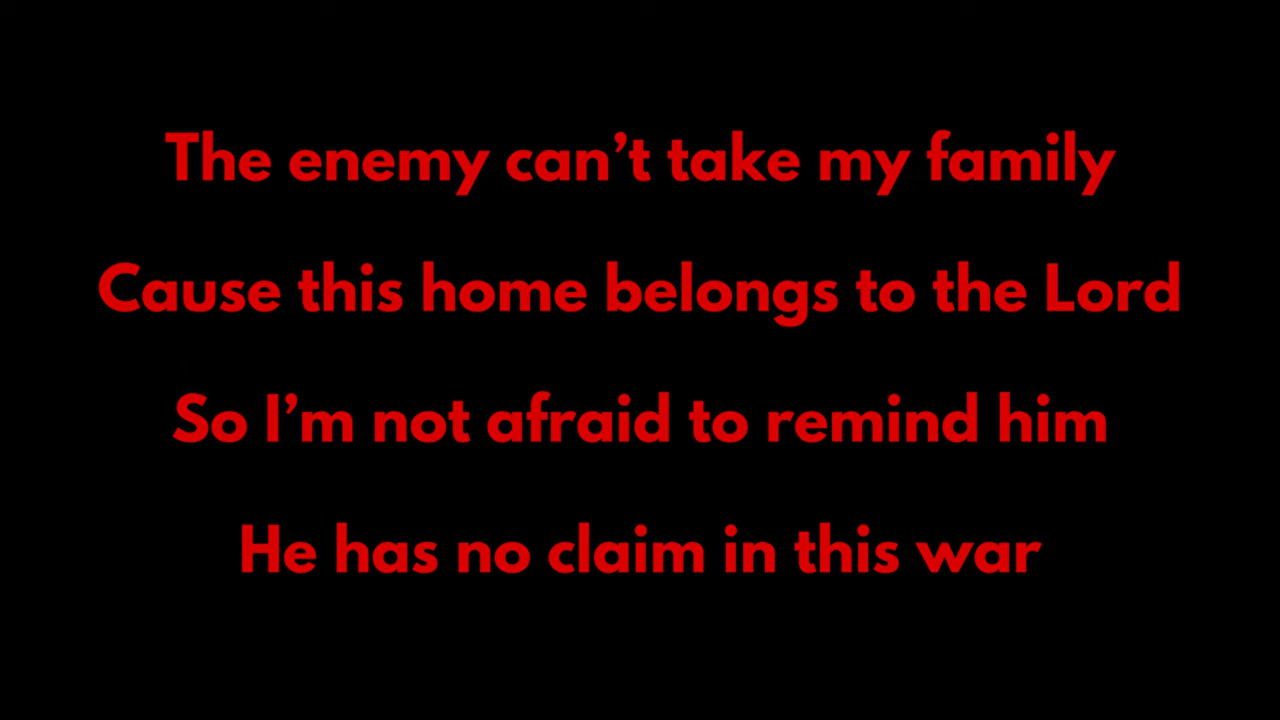 The enemy can’t take my family
Cause this home belongs to the Lord
So I’m not afraid to remind him
He has no claim in this war